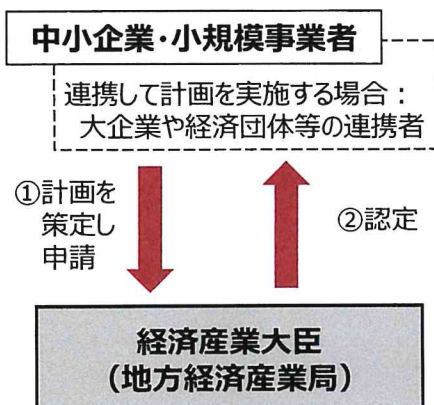 中小企業・小規模事業者
連携して計画を実施する場合：
大企業や経済団体等の連携者
①計画を
策定し
申請
②認定
経済産業大臣
(地方経済産業局)